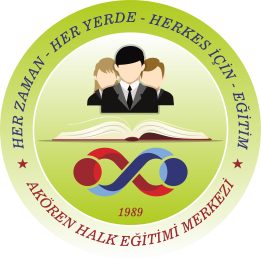 HER ZAMAN - HER YERDE - HERKES İÇİN - EĞİTİM
1989
AKÖREN HALK EĞİTİMİ MERKEZİ